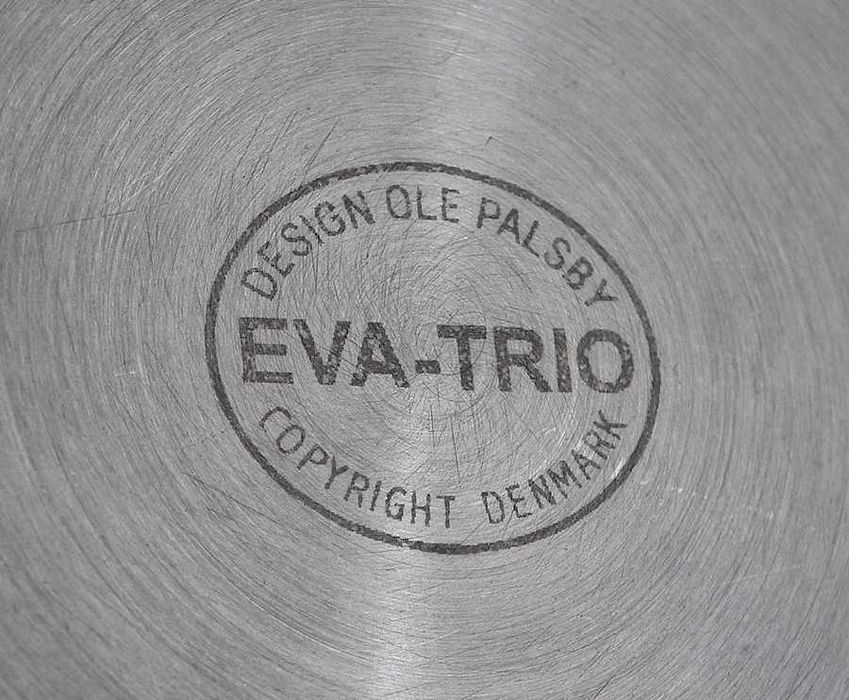 DESIGN OLE PALSBY
EVA-TRIO
COPYRIGHT DENMARK